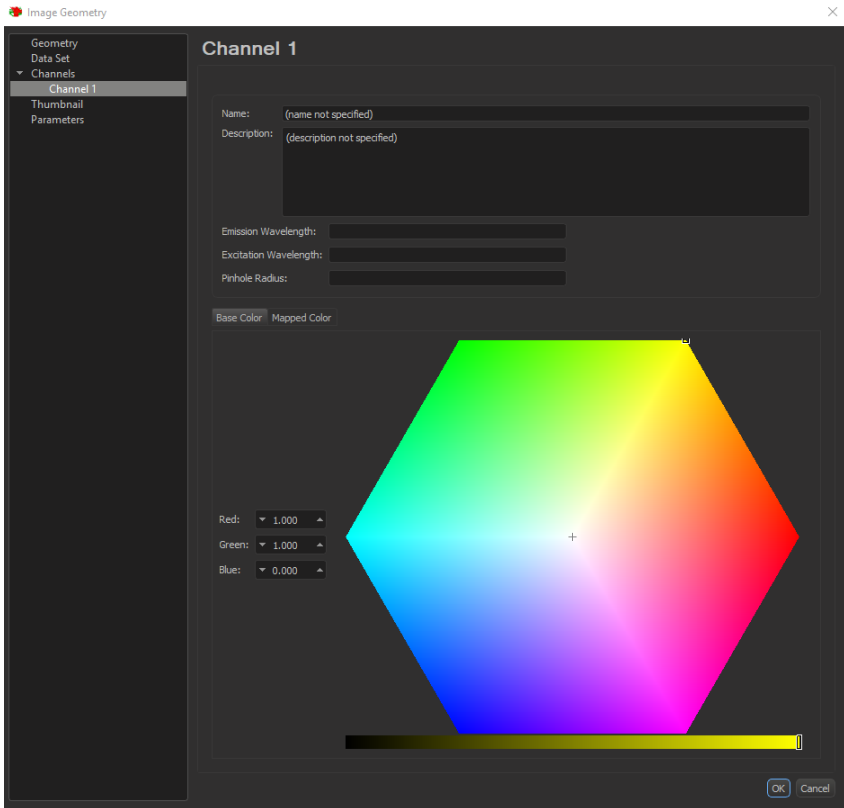 Image Geometry
Geometry
Data Set
Channels
Channel 1
Thumbnail
Parameters
Channel 1
Name: (name not specified)
Description: (description not specified)
Emission Wavelength:
Excitation Wavelength:
Pinhole Radius:
Base Color Mapped Color
Red: 1.000
Green: 1.000
Blue: 0.000
OK Cancel